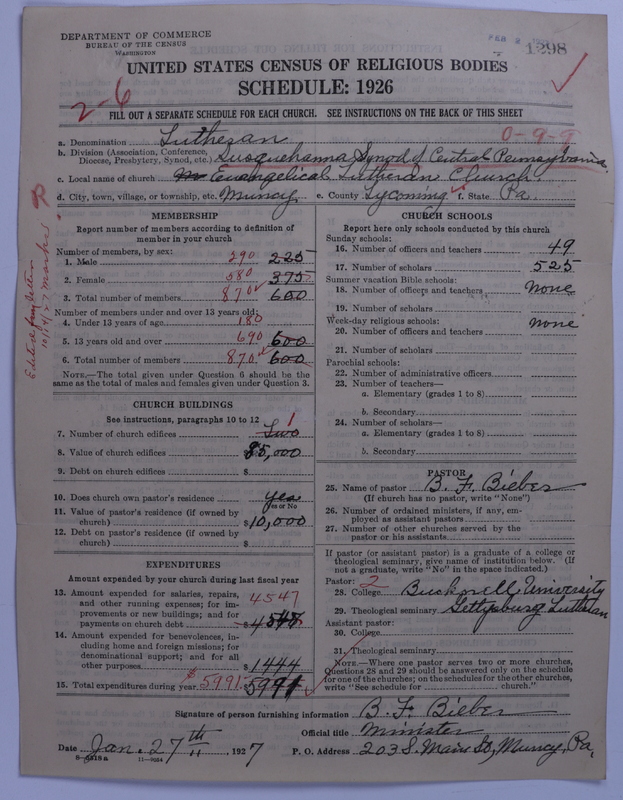 DEPARTMENT OF COMMERCE
BUREAU OF THE CENSUS
WASHINGTON
FEB 2
1298
UNITED STATES CENSUS OF RELIGIOUS BODIES
SCHEDULE: 1926
2-6
FILL OUT A SEPARATE SCHEDULE FOR EACH CHURCH. SEE INSTRUCTIONS ON THE BACK OF THIS SHEET
0-9-9
a. Denomination Lutheran
b. Division (Association, Conference, Diocese, Presbytery, Synod, etc.) Susquehanna Synod of Central Pennsylvania
c. Local name of church Evangelical Lutheran Church.
d. City, town, village, or township, etc. Muncy e. County Lycoming f. State Pa.
MEMBERSHIP
Report number of members according to definition of
member in your church
Number of members, by sex:
1. Male 290 225
2. Female 580 375
3. Total number of members 870 600
Number of members under and over 13 years old:
4. Under 13 years of age 180
5. 13 years old and over 690 600
6. Total number of members 870 600
NOTE.—The total given under Question 6 should be the
same as the total of males and females given under Question 3.
CHURCH BUILDINGS
See instructions, paragraphs 10 to 12
1
7. Number of church edifices Two
8. Value of church edifices $ 85,000
9. Debt on church edifices $
10. Does church own pastor's residence yes
Yes or No
11. Value of pastor's residence (if owned by
church) $10,000
12. Debt on pastor's residence (if owned by
church) $
EXPENDITURES
Amount expended by your church during last fiscal year
13. Amount expended for salaries, repairs,
and other running expenses; for im-
provements or new buildings; and for
payments on church debt 4547 $4547
14. Amount expended for benevolences, in-
cluding home and foreign missions; for
denominational support; and for all
other purposes $1444
15. Total expenditures during year $5991 5991
CHURCH SCHOOLS
Report here only schools conducted by this church
Sunday schools:
16. Number of officers and teachers 49
17. Number of scholars 525
Summer vacation Bible schools:
18. Number of officers and teachers none
19. Number of scholars
Week-day religious schools:
20. Number of officers and teachers none
21. Number of scholars
Parochial schools:
22. Number of administrative officers
23. Number of teachers—
a. Elementary (grades 1 to 8)
b. Secondary
24. Number of scholars—
a. Elementary (grades 1 to 8)
b. Secondary
PASTOR
25. Name of pastor B. F. Bieber
(If church has no pastor, write "None")
26. Number of ordained ministers, if any, em-
ployed as assistant pastors
27. Number of other churches served by the
pastor or his assistants
If pastor (or assistant pastor) is a graduate of a college or
theological seminary, give name of institution below. (If
not a graduate, write "No" in the space indicated.)
Pastor: 2
28. College Bucknell University
29. Theological seminary Gettysburg Lutheran
Assistant pastor:
30. College
31. Theological seminary
NOTE.—Where one pastor serves two or more churches,
Questions 28 and 29 should be answered only on the schedule
for one of the churches; on the schedules for the other churches,
write "See schedule for church."
Signature of person furnishing information B. F. Bieber
Official title Minister
Date Jan. 27th, 1927 P. O. Address 203 S. Main St, Muncy, Pa.
8-3818 a 11-9284